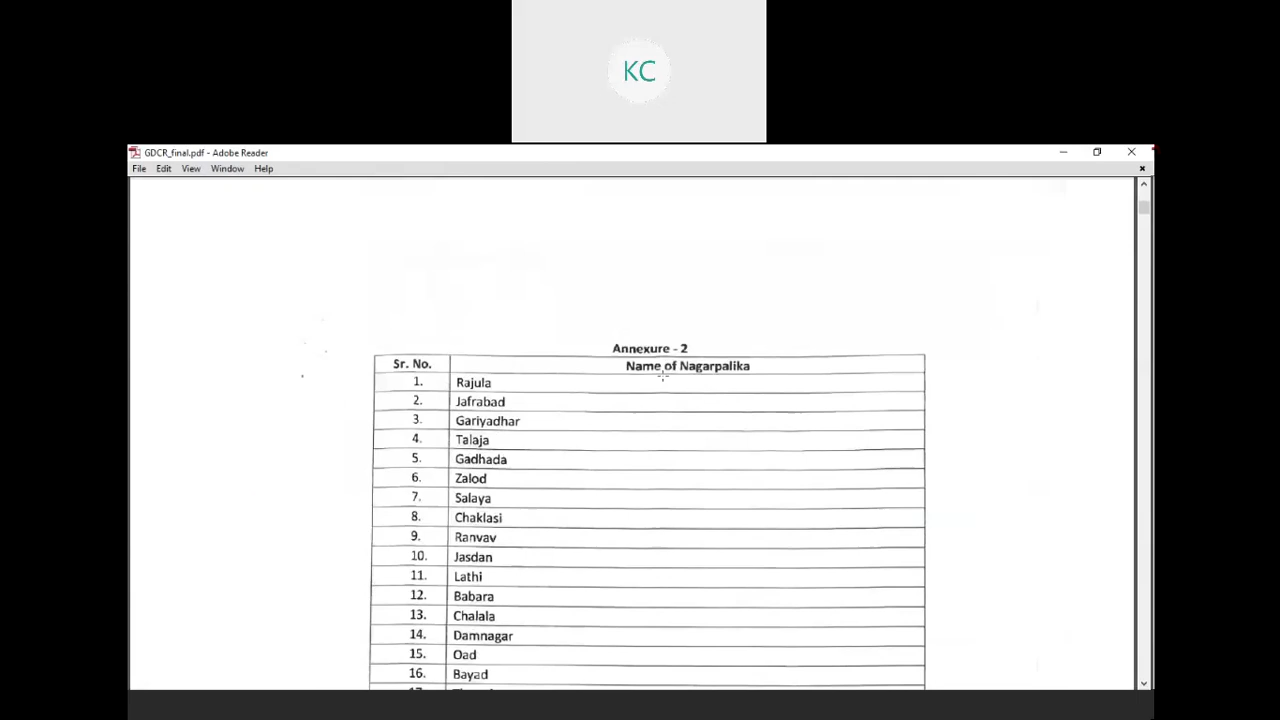 KC
GDCR_final.pdf - Adobe Reader
File Edit View Window Help
Annexure - 2
Sr. No. Name of Nagarpalika
1. Rajula
2. Jafrabad
3. Gariyadhar
4. Talaja
5. Gadhada
6. Zalod
7. Salaya
8. Chaklasi
9. Ranvav
10. Jasdan
11. Lathi
12. Babara
13. Chalala
14. Damnagar
15. Oad
16. Bayad